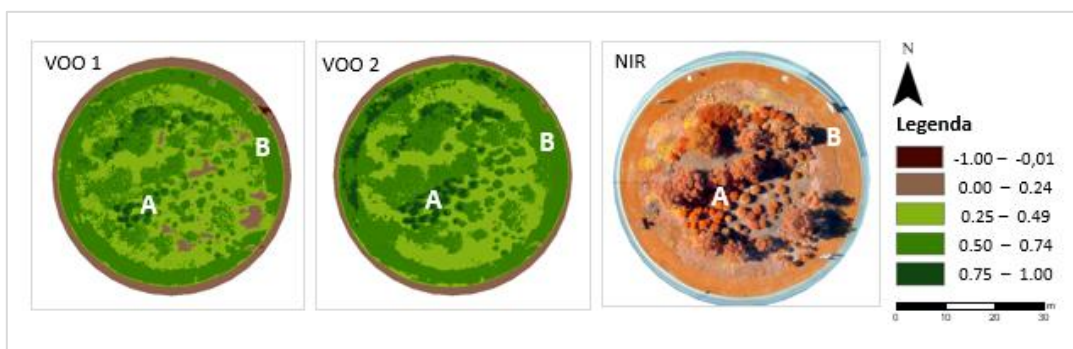 VOO 1
A
B
VOO 2
A
B
NIR
A
B
N
Legenda
-1.00 – -0,01
0.00 – 0.24
0.25 – 0.49
0.50 – 0.74
0.75 – 1.00
m
0 10 20 30